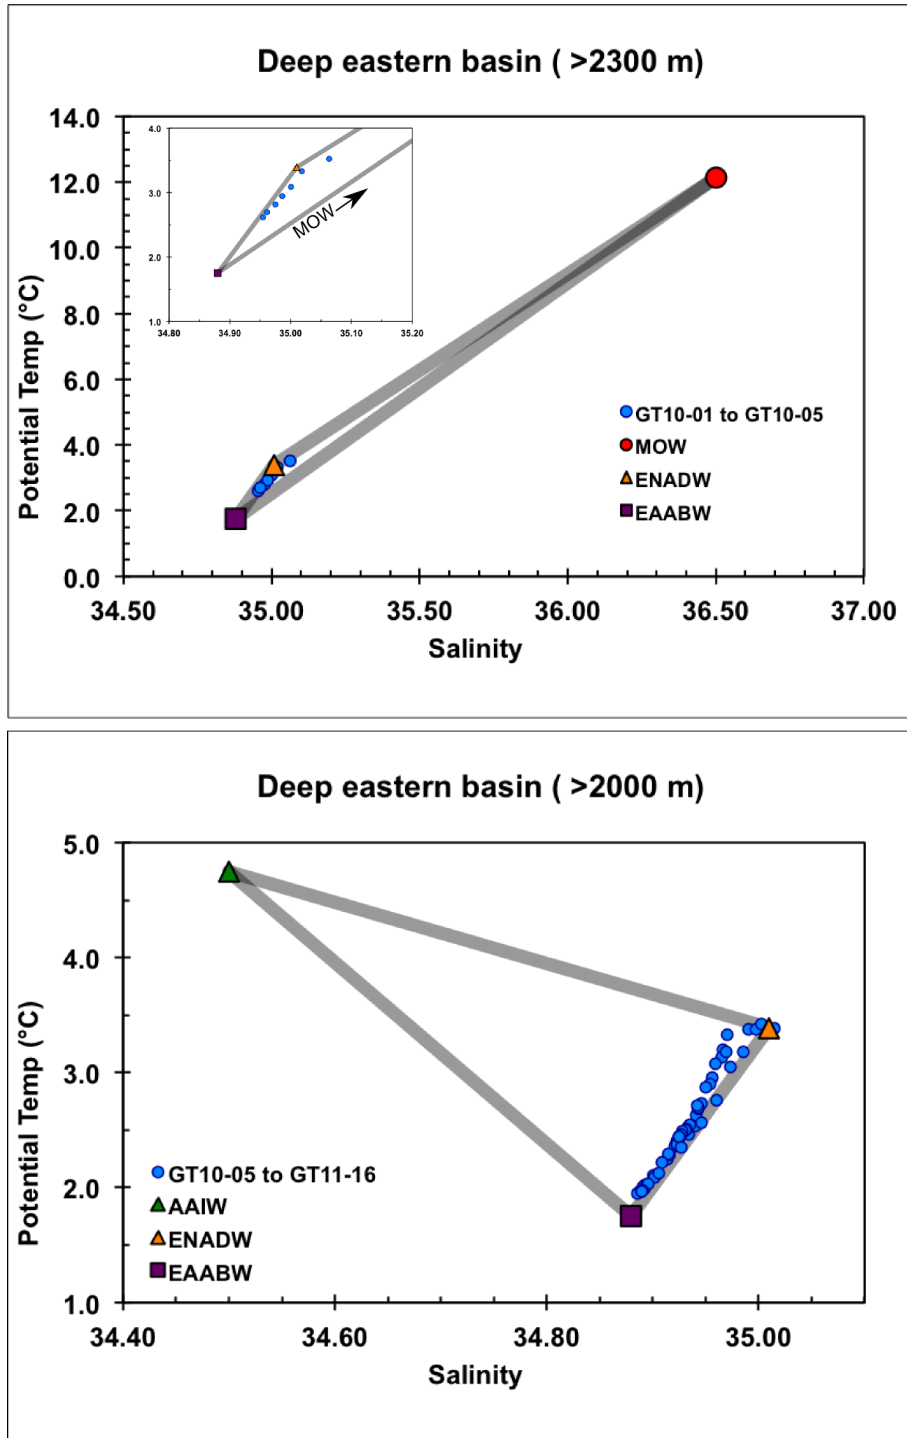 Deep eastern basin ( >2300 m)
14.0
12.0
10.0
8.0
6.0
4.0
2.0
0.0
Potential Temp (°C)
4.0
3.0
2.0
1.0
34.80
34.90
35.00
35.10
35.20
MOW
GT10-01 to GT10-05
MOW
ENADW
EAABW
34.50
35.00
35.50
36.00
36.50
37.00
Salinity
Deep eastern basin ( >2000 m)
5.0
4.0
3.0
2.0
1.0
Potential Temp (°C)
GT10-05 to GT11-16
AAIW
ENADW
EAABW
34.40
34.60
34.80
35.00
Salinity